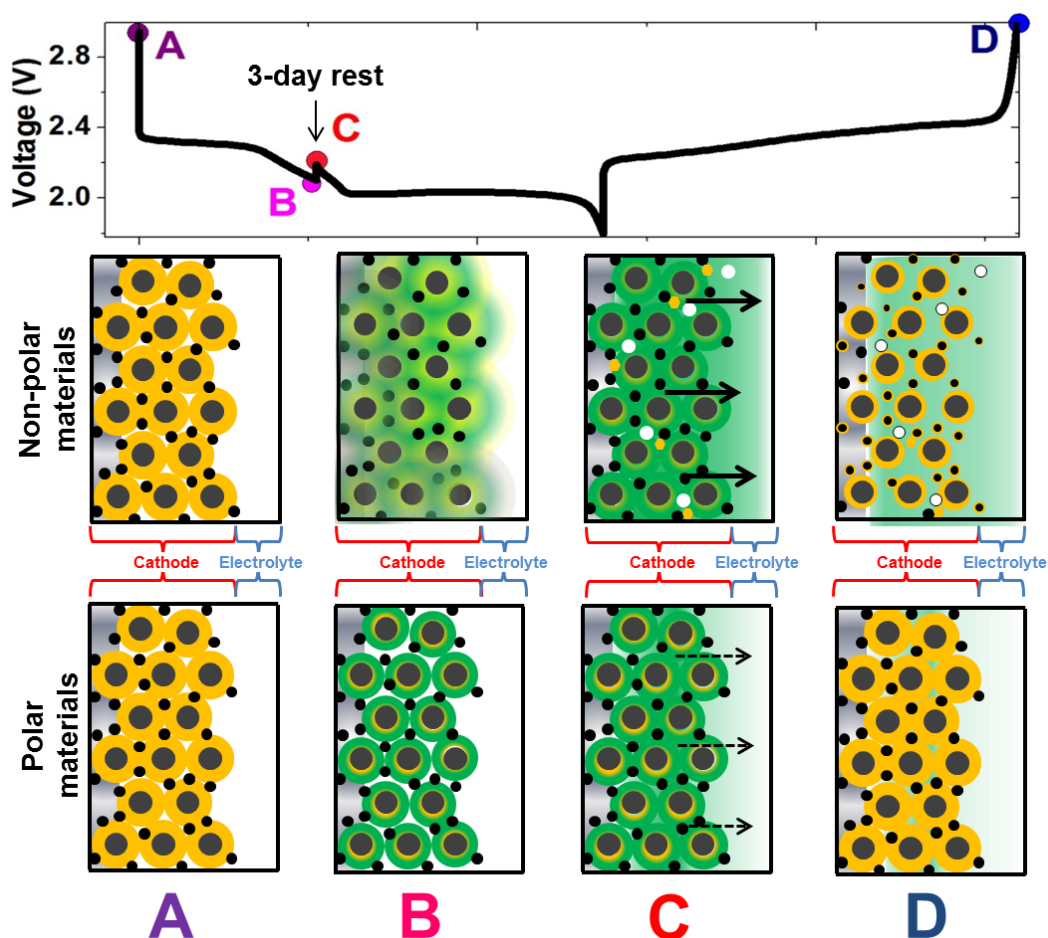 A
D
2.8
3-day rest
Voltage (V)
2.4
C
2.0
B
Non-polar
materials
Cathode Electrolyte
Cathode Electrolyte
Cathode Electrolyte
Cathode Electrolyte
Polar
materials
A
B
C
D